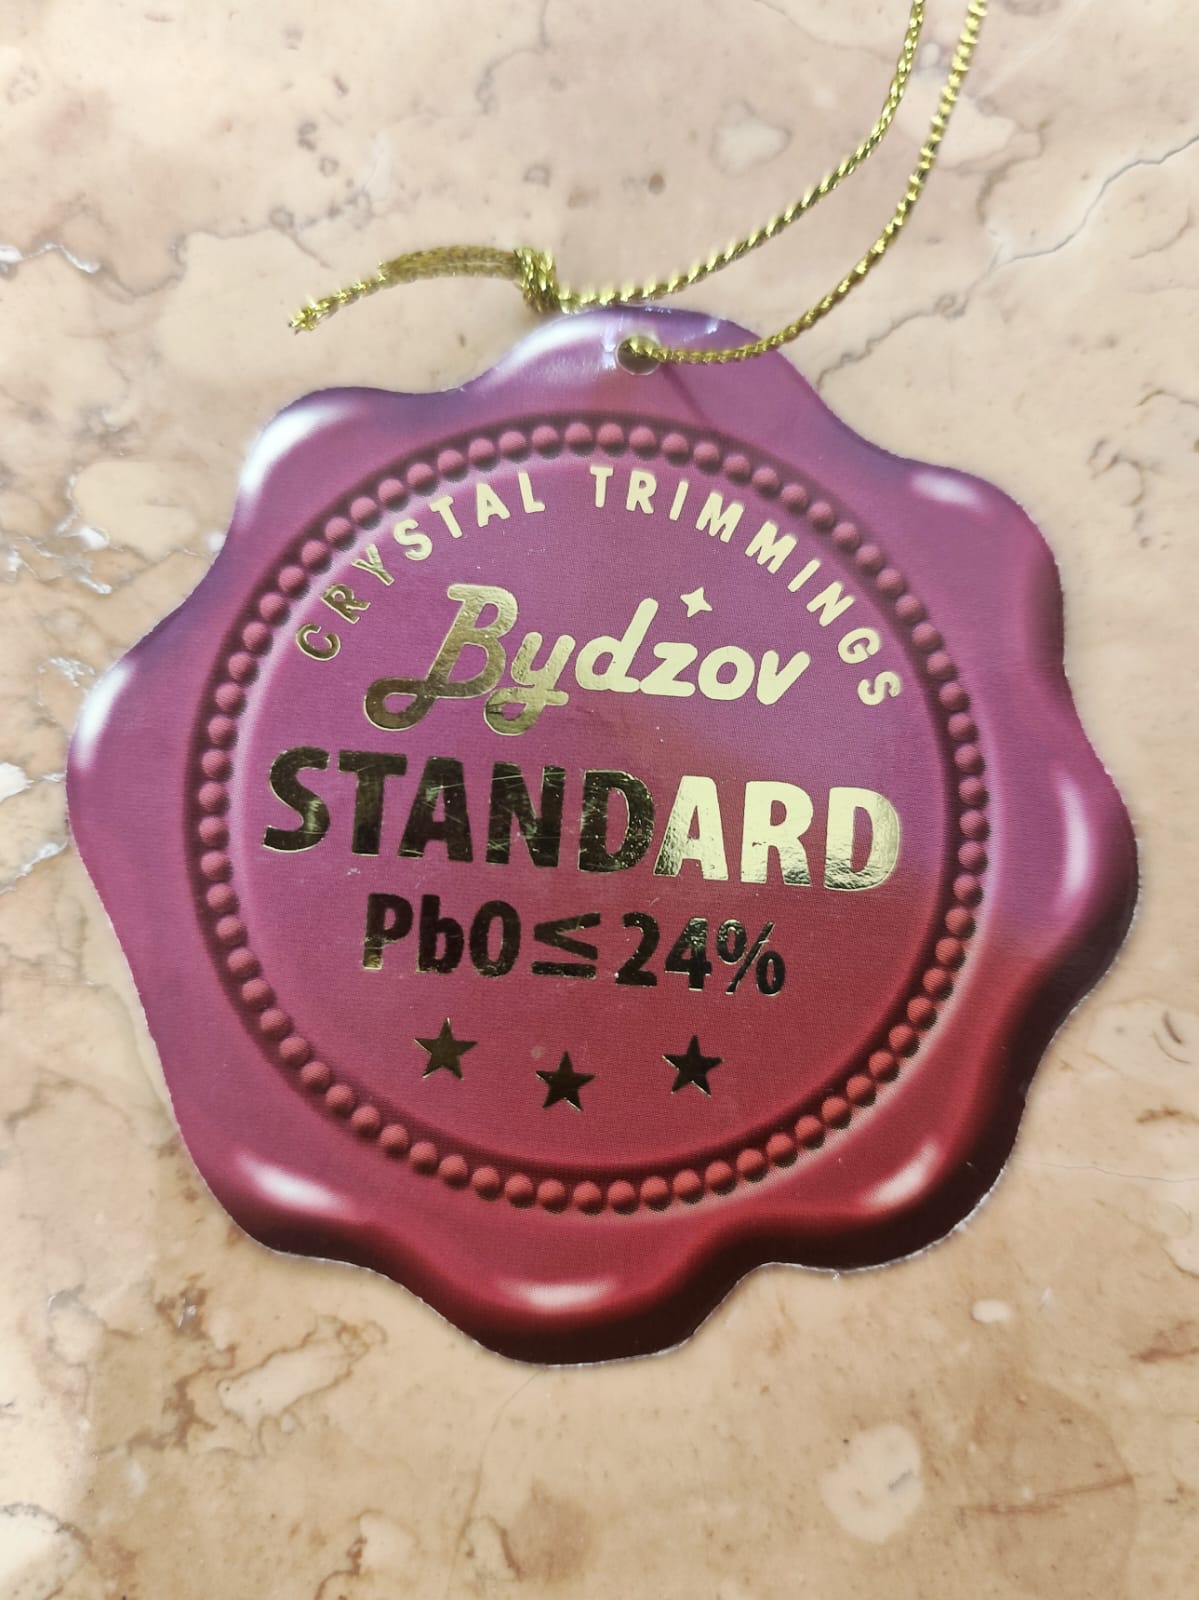 CRYSTAL TRIMMINGS
Bydzov
STANDARD
PbO≤24%